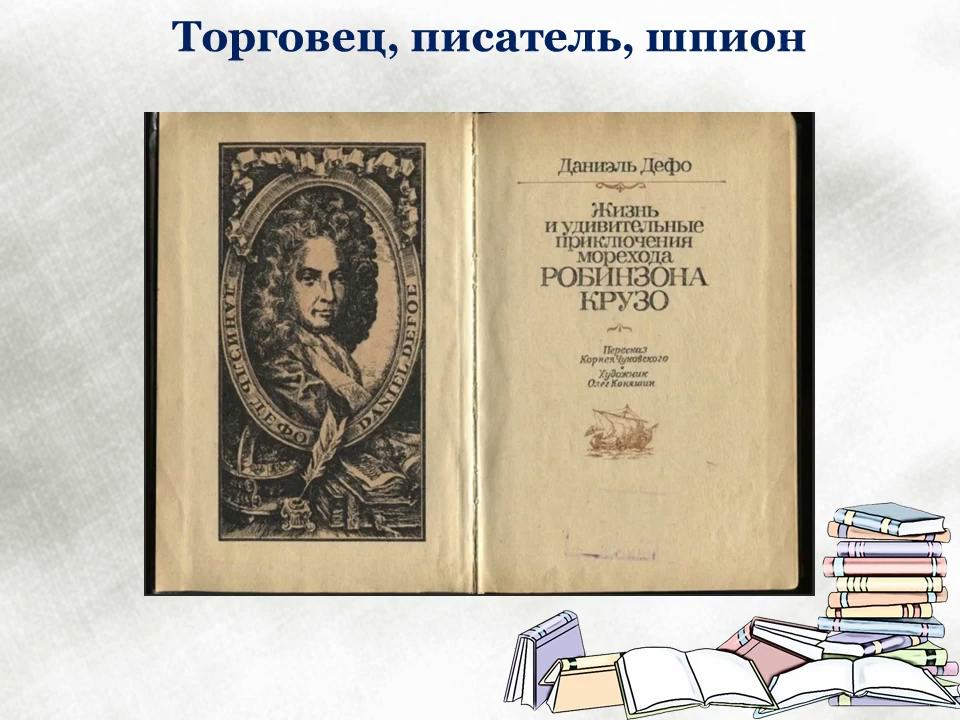 Торговец, писатель, шпион
ДАНИЕЛЬ ДЕФО
DANIEL DEFOE
Даниэль Дефо
Жизнь
и удивительные
приключения
морехода
РОБИНЗОНА
КРУЗО
Пересказ
Корнея Чуковского
Художник
Олег Коняшин